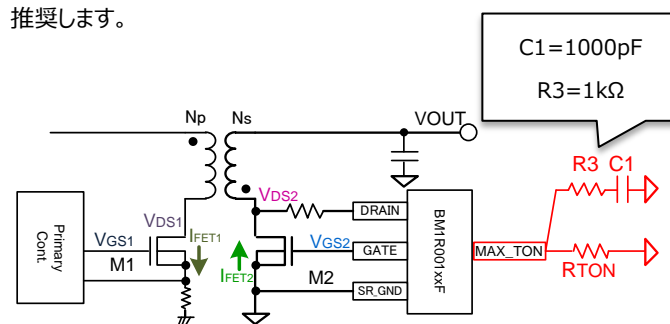 推奨します。
C1=1000pF
R3=1kΩ
Np
Ns
VOUT
R3
C1
VDS2
DRAIN
BM1R001xxF
Primary
Cont.
VDS1
VGS1
IFET1
VGS2
GATE
MAX_TON
M1
IFET2
M2
RTON
SR_GND